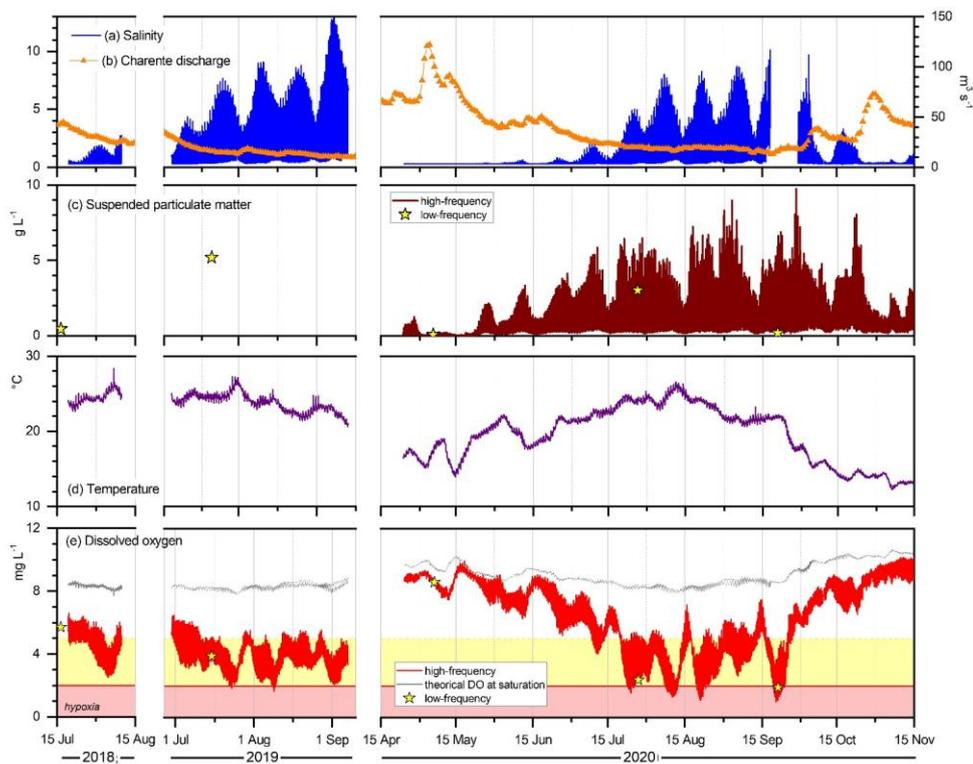 (a) Salinity
(b) Charente discharge
10
5
0
150
100
50
0
m³ s⁻¹
(c) Suspended particulate matter
10
5
0
g L⁻¹
high-frequency
low-frequency
30
20
10
°C
(d) Temperature
(e) Dissolved oxygen
12
8
4
0
mg L⁻¹
hypoxia
high-frequency
theorical DO at saturation
low-frequency
15 Jul 15 Aug 1 Jul 1 Aug 1 Sep 15 Apr 15 May 15 Jun 15 Jul 15 Aug 15 Sep 15 Oct 15 Nov
2018 2019 2020